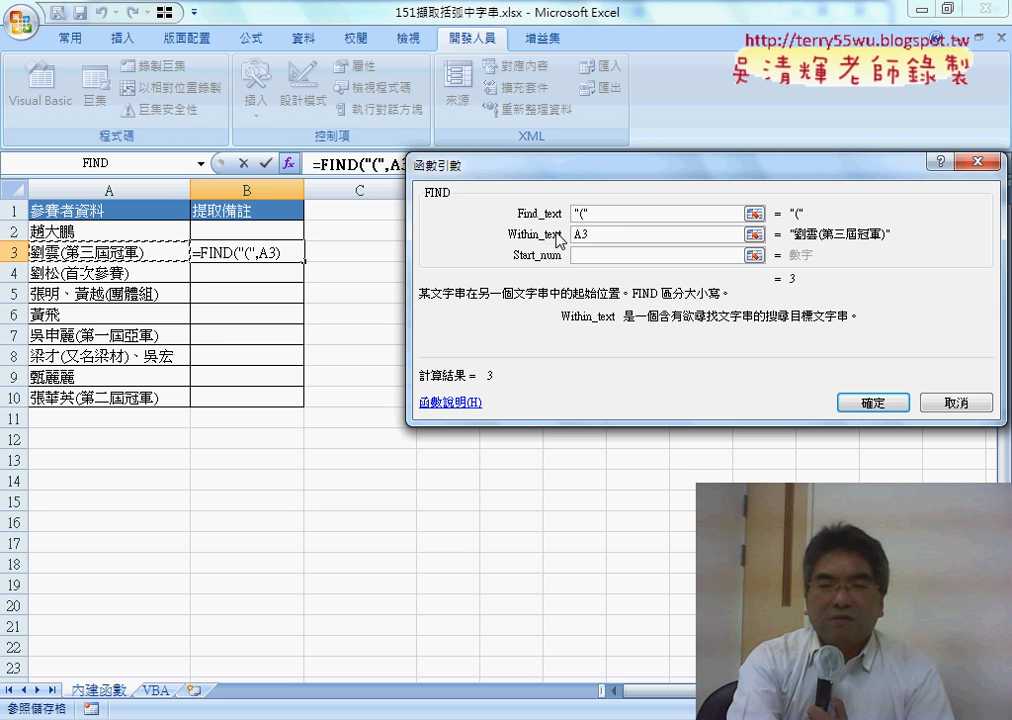 151擷取括弧中字串.xlsx - Microsoft Excel
常用 插入 版面配置 公式 資料 校閱 檢視 開發人員 增益集
http://terry55wu.blogspot.tw
吳清輝老師錄製
Visual Basic 巨集 錄製巨集 以相對位置錄製 巨集安全性
程式碼
插入 設計模式 屬性 檢視程式碼 執行對話方塊
控制項
來源 對應內容 擴充套件 重新整理資料 匯入 匯出
XML
FIND =FIND("(",A3
A B C
1 參賽者資料 提取備註
2 趙大鵬
3 劉雲(第三屆冠軍) =FIND("(",A3)
4 劉松(首次參賽)
5 張明、黃越(團體組)
6 黃飛
7 吳申麗(第一屆亞軍)
8 梁才(又名梁材)、吳宏
9 甄麗麗
10 張華英(第二屆冠軍)
11
12
13
14
15
16
17
18
19
20
21
22
23
函數引數
FIND
Find_text "(" = "("
Within_text A3 = "劉雲(第三屆冠軍)"
Start_num = 數字
= 3
某文字串在另一個文字串中的起始位置。FIND 區分大小寫。
Within_text 是一個含有欲尋找文字串的搜尋目標文字串。
計算結果 = 3
函數說明(H)
確定 取消
內建函數 VBA
參照儲存格